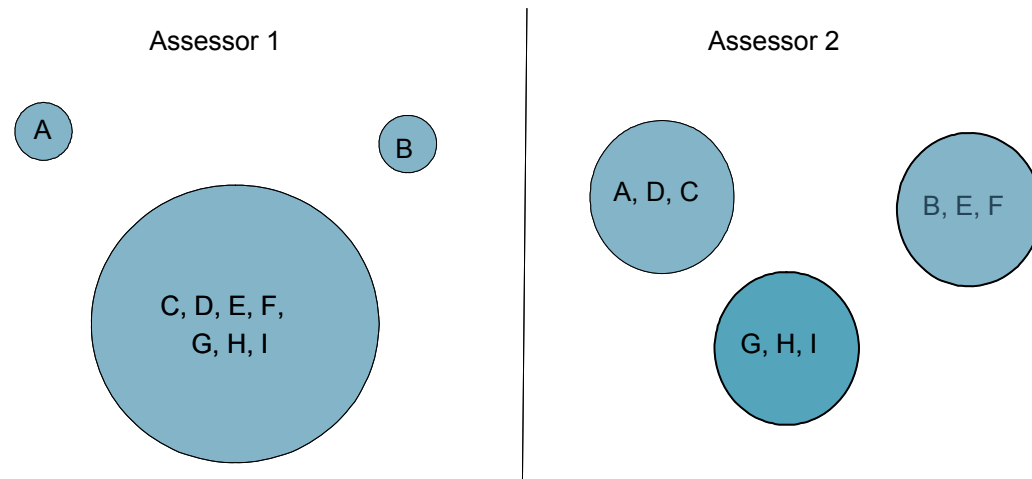 Assessor 1
A
B
C, D, E, F,
G, H, I
Assessor 2
A, D, C
B, E, F
G, H, I